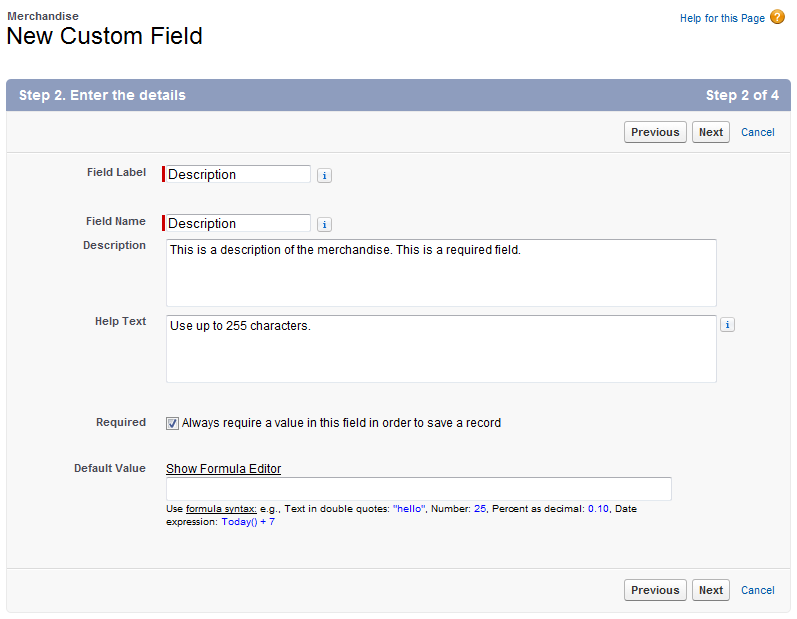 Merchandise
New Custom Field
Help for this Page ?
Step 2. Enter the details
Step 2 of 4
Previous Next Cancel
Field Label Description i
Field Name Description i
Description This is a description of the merchandise. This is a required field.
Help Text Use up to 255 characters. i
Required Always require a value in this field in order to save a record
Default Value Show Formula Editor
Use formula syntax: e.g., Text in double quotes: "hello", Number: 25, Percent as decimal: 0.10, Date
expression: Today() + 7
Previous Next Cancel